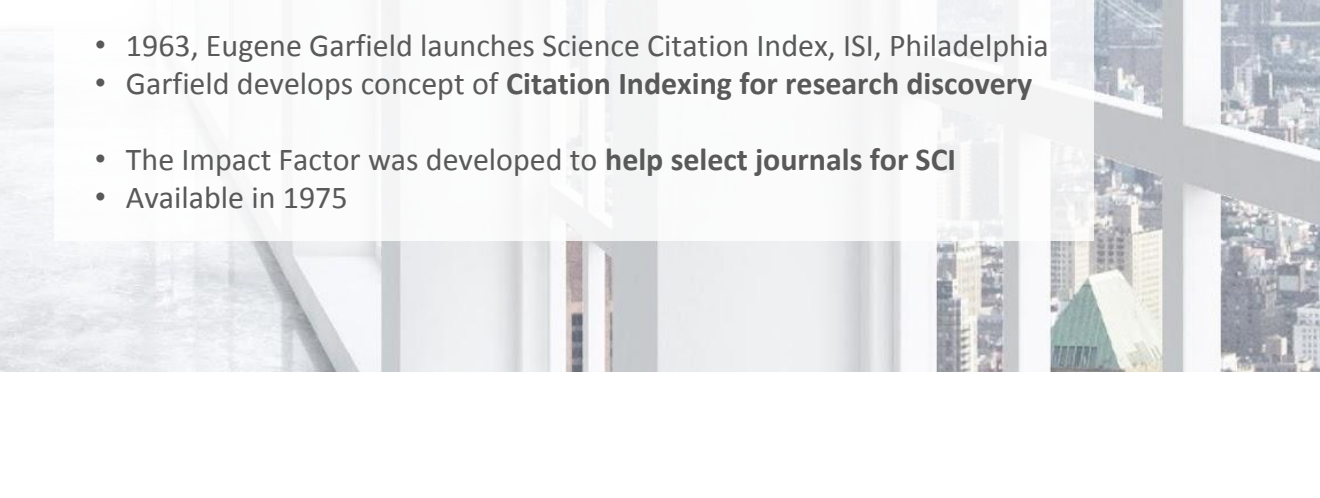 • 1963, Eugene Garfield launches Science Citation Index, ISI, Philadelphia
• Garfield develops concept of Citation Indexing for research discovery
• The Impact Factor was developed to help select journals for SCI
• Available in 1975